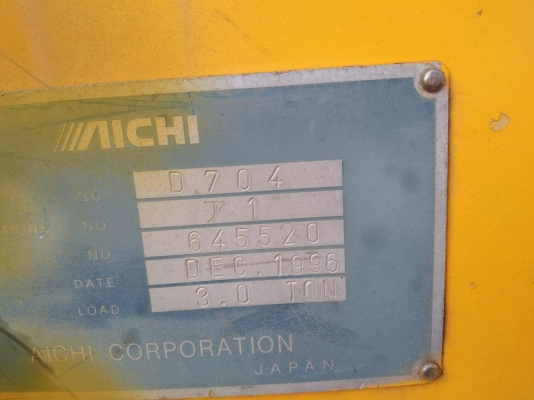 AICHI
NO D704
NO ア1
NO 645520
DATE DEC.1996
LOAD 3.0 TON
AICHI CORPORATION
JAPAN